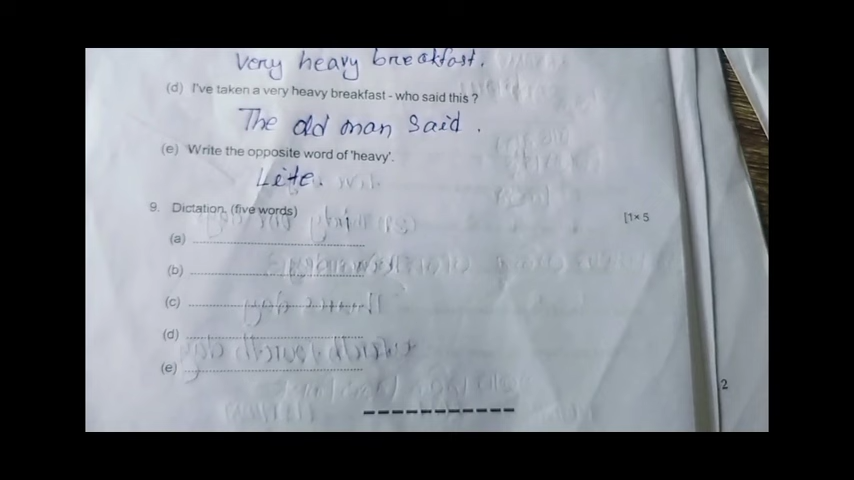 very heavy breakfast.
(d) I've taken a very heavy breakfast - who said this ?
The old man said .
(e) Write the opposite word of 'heavy'.
Lite.
9. Dictation. (five words) [1×5
(a)
(b)
(c)
(d)
(e)
2